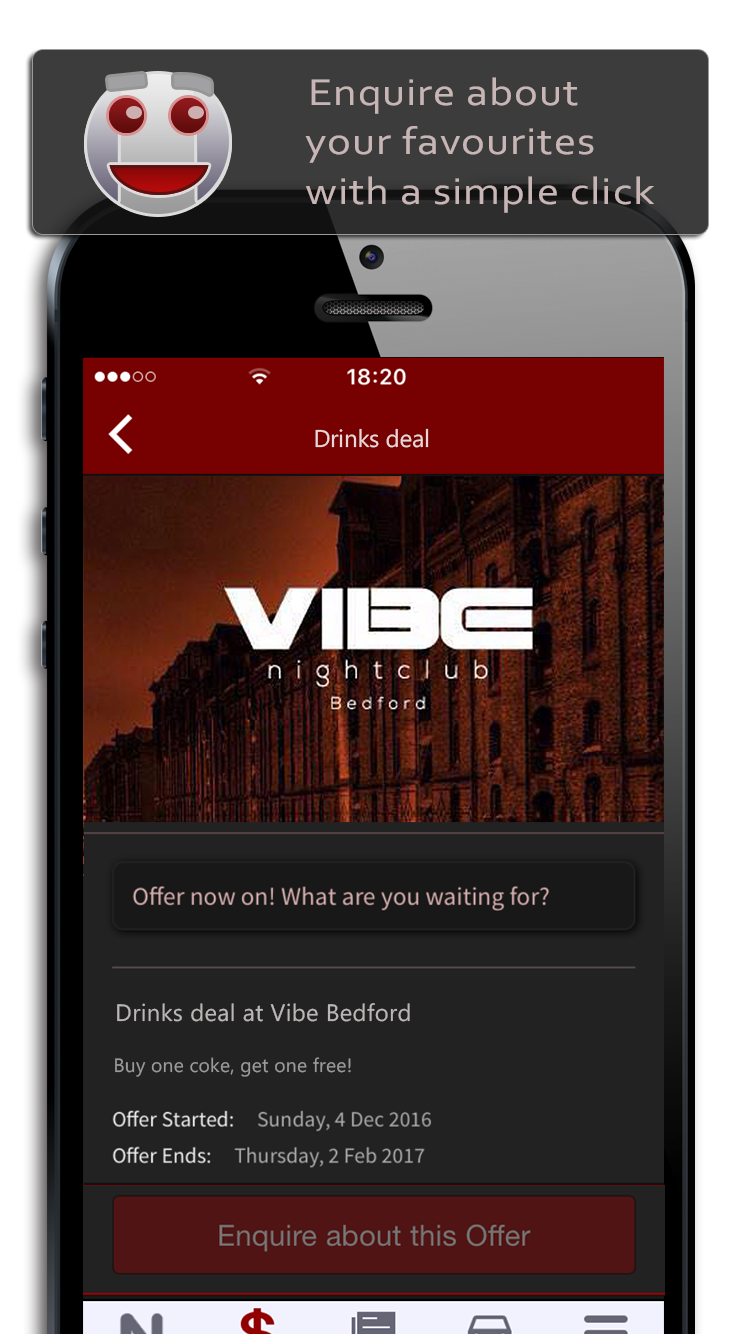 Enquire about
your favourites
with a simple click
18:20
Drinks deal
VIBE
nightclub
Bedford
Offer now on! What are you waiting for?
Drinks deal at Vibe Bedford
Buy one coke, get one free!
Offer Started: Sunday, 4 Dec 2016
Offer Ends: Thursday, 2 Feb 2017
Enquire about this Offer
N $